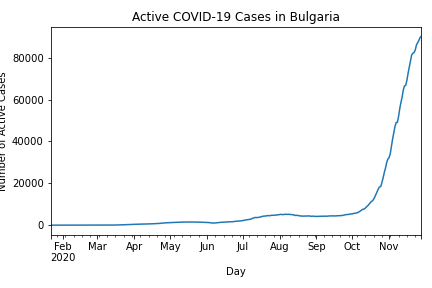 Active COVID-19 Cases in Bulgaria
Number of Active Cases
80000
60000
40000
20000
0
Feb Mar Apr May Jun Jul Aug Sep Oct Nov
2020
Day